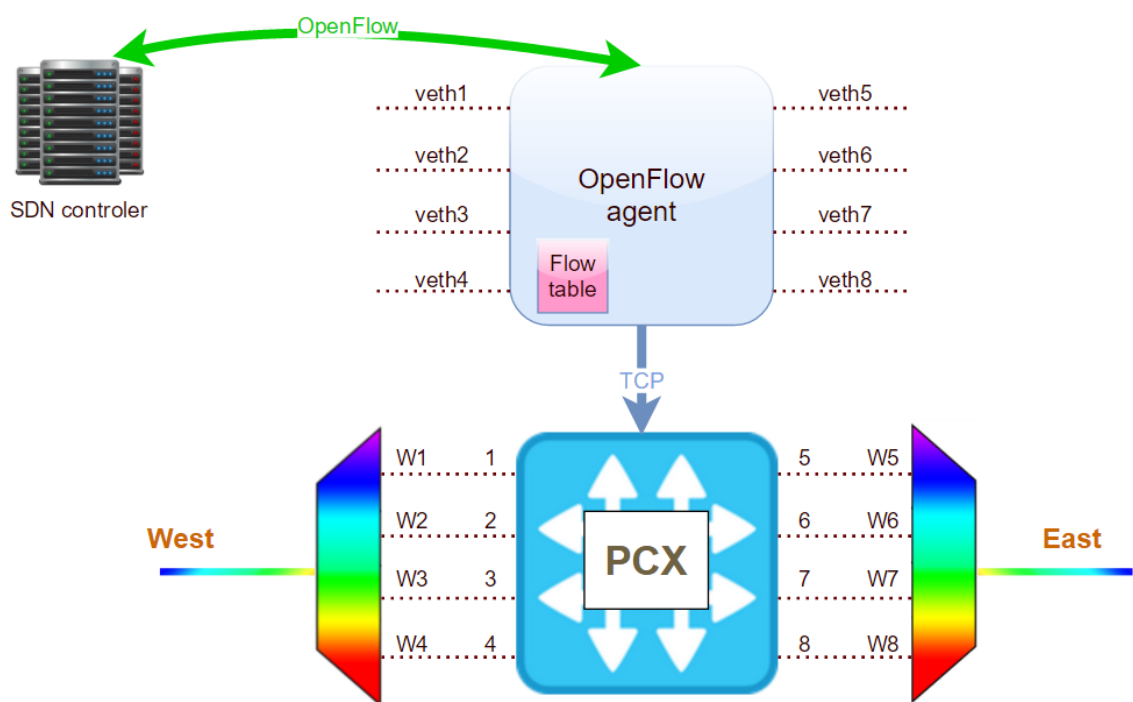 OpenFlow
SDN controler
veth1
veth2
veth3
veth4
OpenFlow
agent
Flow
table
veth5
veth6
veth7
veth8
TCP
West
W1 1
W2 2
W3 3
W4 4
PCX
5 W5
6 W6
7 W7
8 W8
East